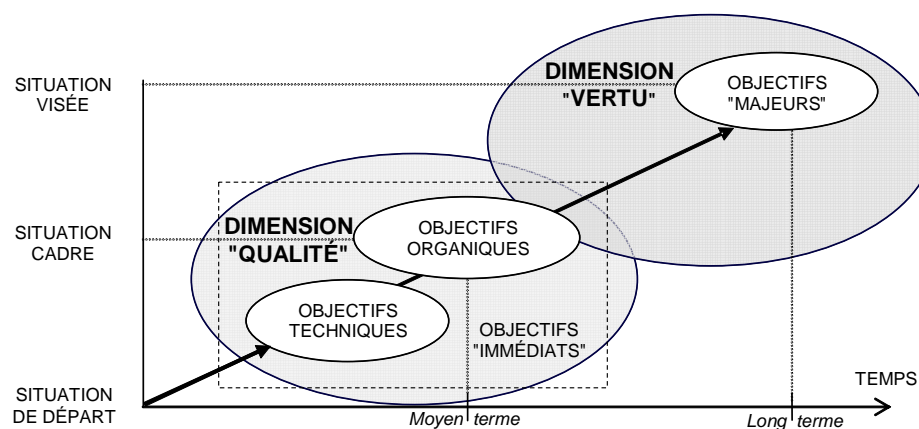 SITUATION
VISÉE
DIMENSION
"VERTU"
OBJECTIFS
"MAJEURS"
SITUATION
CADRE
DIMENSION
"QUALITÉ"
OBJECTIFS
ORGANIQUES
OBJECTIFS
TECHNIQUES
OBJECTIFS
"IMMÉDIATS"
SITUATION
DE DÉPART
TEMPS
Moyen terme
Long terme